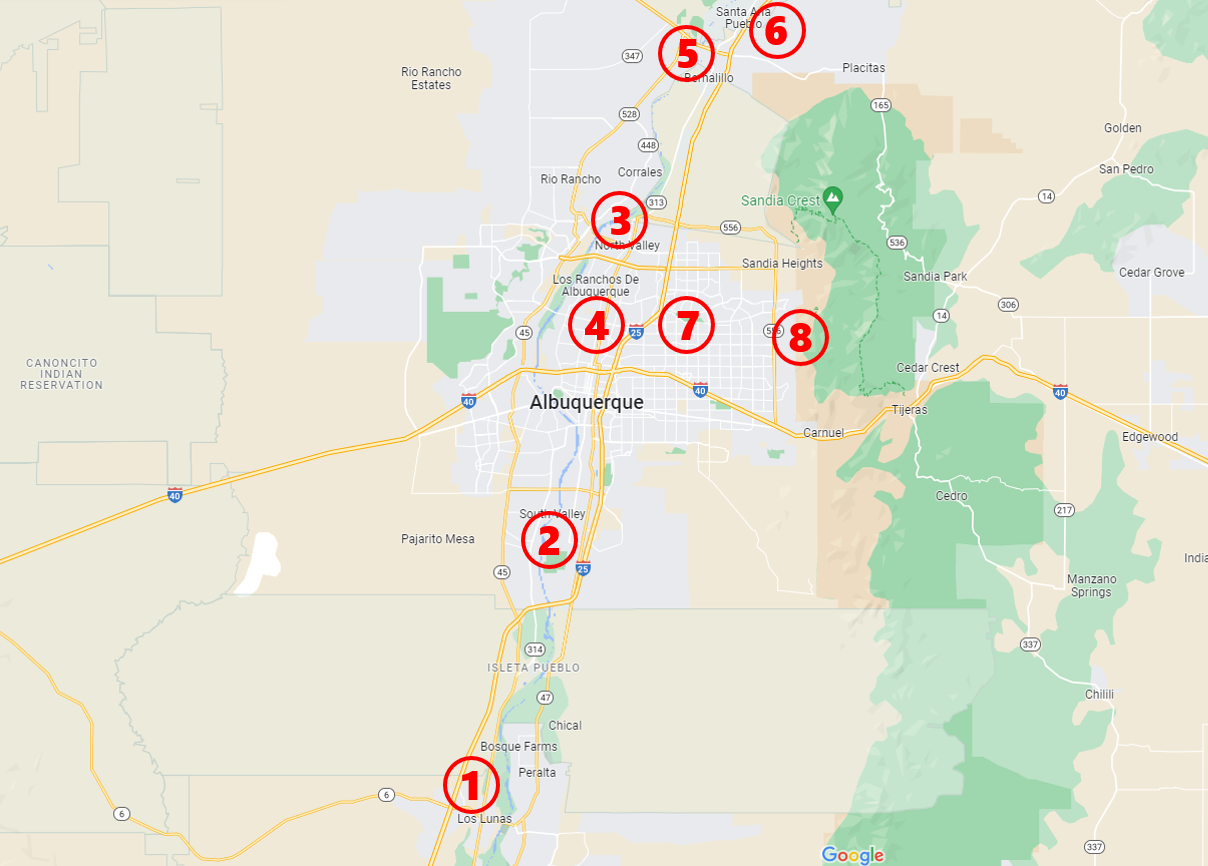 Santa Ana
Pueblo
6
5
347
Placitas
Rio Rancho
Estates
Bernalillo
165
528
Golden
448
San Pedro
Corrales
Rio Rancho
14
Sandia Crest
313
3
556
536
North Valley
Sandia Heights
Cedar Grove
Sandia Park
Los Ranchos De
Albuquerque
306
14
4
7
45
25
556
8
CANONCITO
INDIAN
RESERVATION
Cedar Crest
40
40
40
Albuquerque
Tijeras
Carnuel
Edgewood
40
Cedro
217
South Valley
Pajarito Mesa
2
India
25
45
Manzano
Springs
314
337
ISLETA PUEBLO
47
Chilili
Chical
Bosque Farms
Peralta
1
6
6
Los Lunas
337
Google